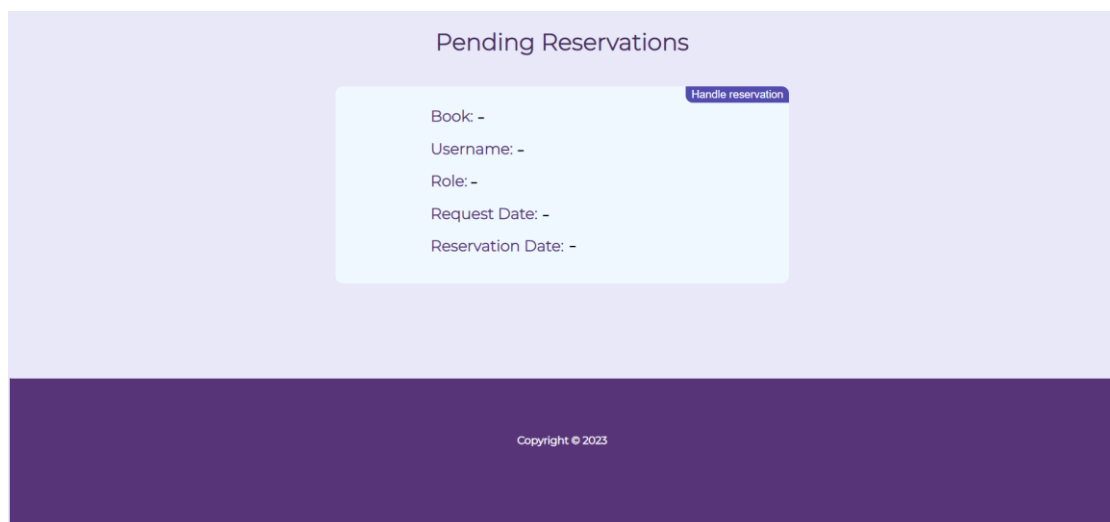 Pending Reservations
Handle reservation
Book: -
Username: -
Role: -
Request Date: -
Reservation Date: -
Copyright © 2023